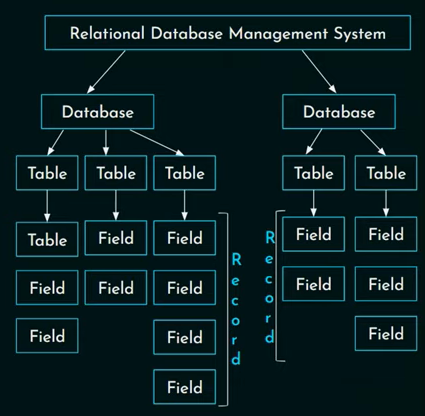 Relational Database Management System
Database Database
Table Table Table Table Table
Table Field Field Field Field
Field Field Field Field Field
Field Field Field
Field
Record
Record